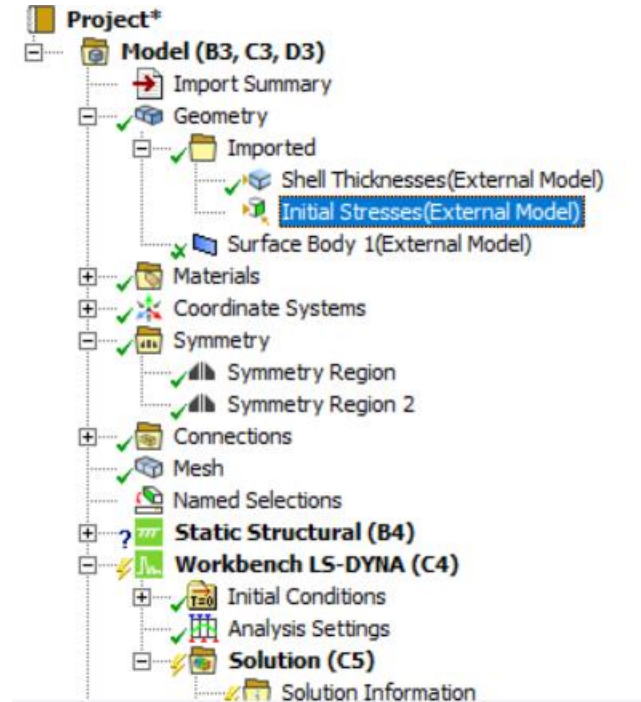 Project*
Model (B3, C3, D3)
Import Summary
Geometry
Imported
Shell Thicknesses(External Model)
Initial Stresses(External Model)
Surface Body 1(External Model)
Materials
Coordinate Systems
Symmetry
Symmetry Region
Symmetry Region 2
Connections
Mesh
Named Selections
? Static Structural (B4)
Workbench LS-DYNA (C4)
T=0 Initial Conditions
Analysis Settings
Solution (C5)
Solution Information